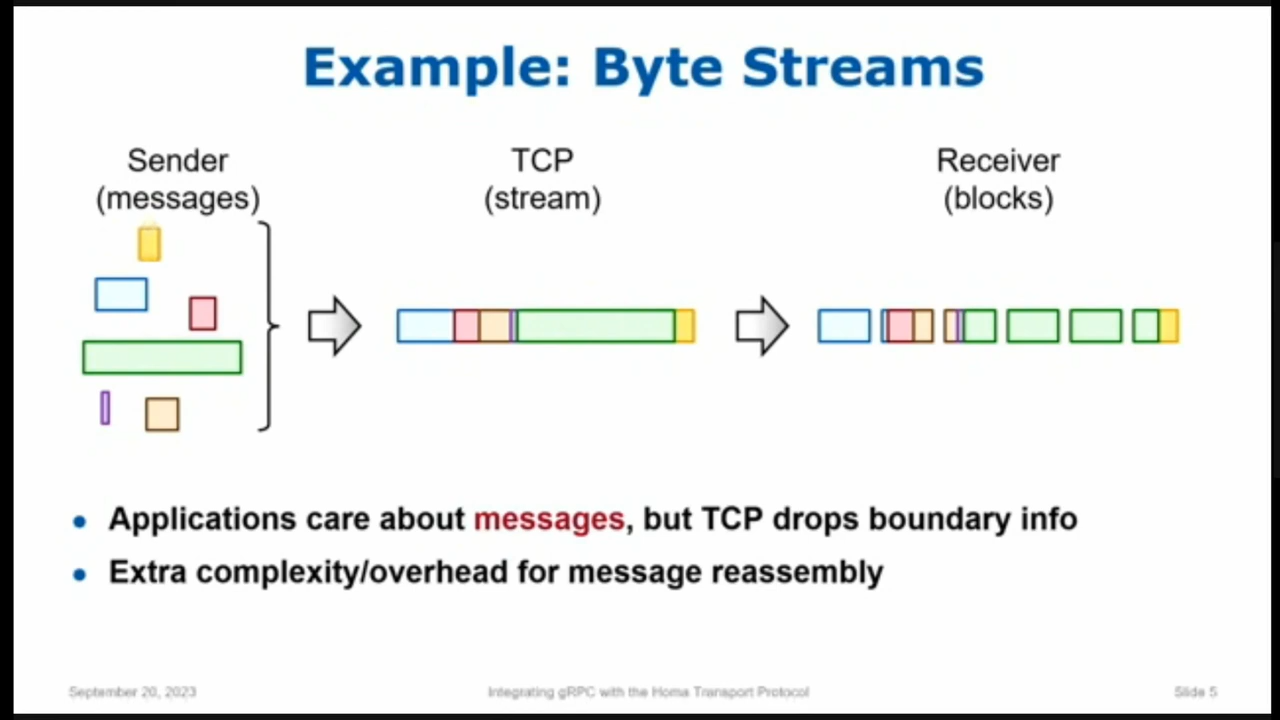 Example: Byte Streams
Sender
(messages)
TCP
(stream)
Receiver
(blocks)
• Applications care about messages, but TCP drops boundary info
• Extra complexity/overhead for message reassembly
September 20, 2023
Integrating gRPC with the Homa Transport Protocol
Slide 5